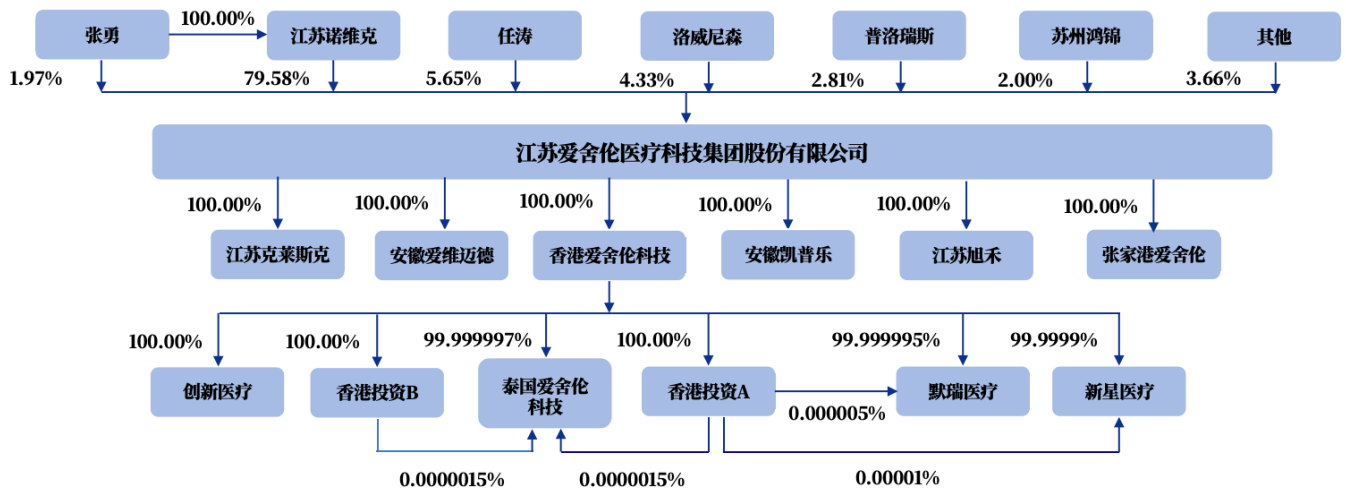 张勇
100.00%
江苏诺维克
任涛
洛威尼森
普洛瑞斯
苏州鸿锦
其他
1.97%
79.58%
5.65%
4.33%
2.81%
2.00%
3.66%
江苏爱舍伦医疗科技集团股份有限公司
100.00%
100.00%
100.00%
100.00%
100.00%
100.00%
江苏克莱斯克
安徽爱维迈德
香港爱舍伦科技
安徽凯普乐
江苏旭禾
张家港爱舍伦
100.00%
100.00%
99.999997%
100.00%
99.999995%
99.9999%
创新医疗
香港投资B
泰国爱舍伦
科技
香港投资A
默瑞医疗
新星医疗
0.000005%
0.0000015%
0.0000015%
0.00001%